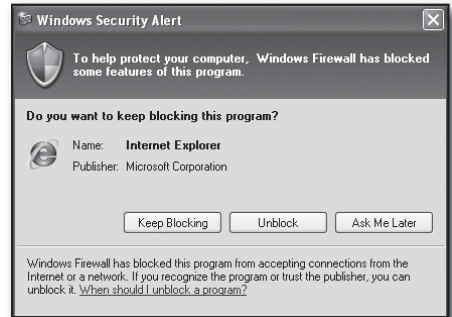 Windows Security Alert
To help protect your computer, Windows Firewall has blocked
some features of this program.
Do you want to keep blocking this program?
Name: Internet Explorer
Publisher: Microsoft Corporation
Keep Blocking Unblock Ask Me Later
Windows Firewall has blocked this program from accepting connections from the
Internet or a network. If you recognize the program or trust the publisher, you can
unblock it. When should I unblock a program?